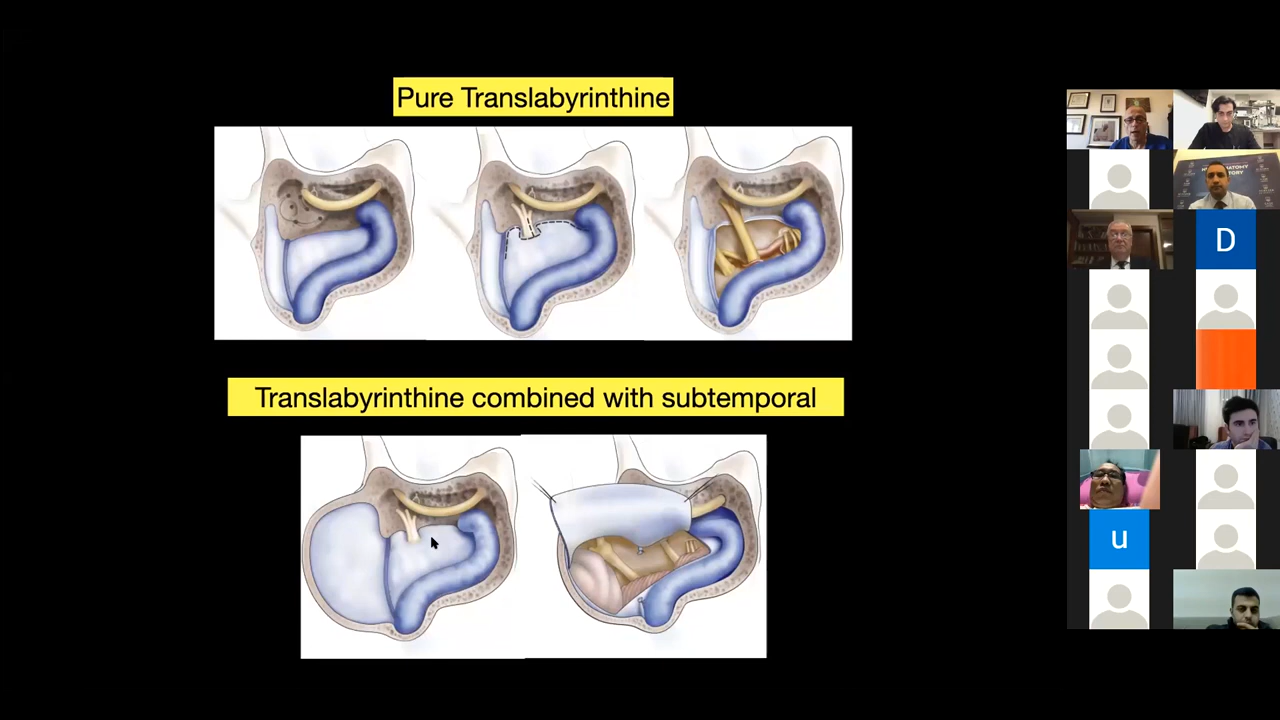 Pure Translabyrinthine
Translabyrinthine combined with subtemporal
D
u